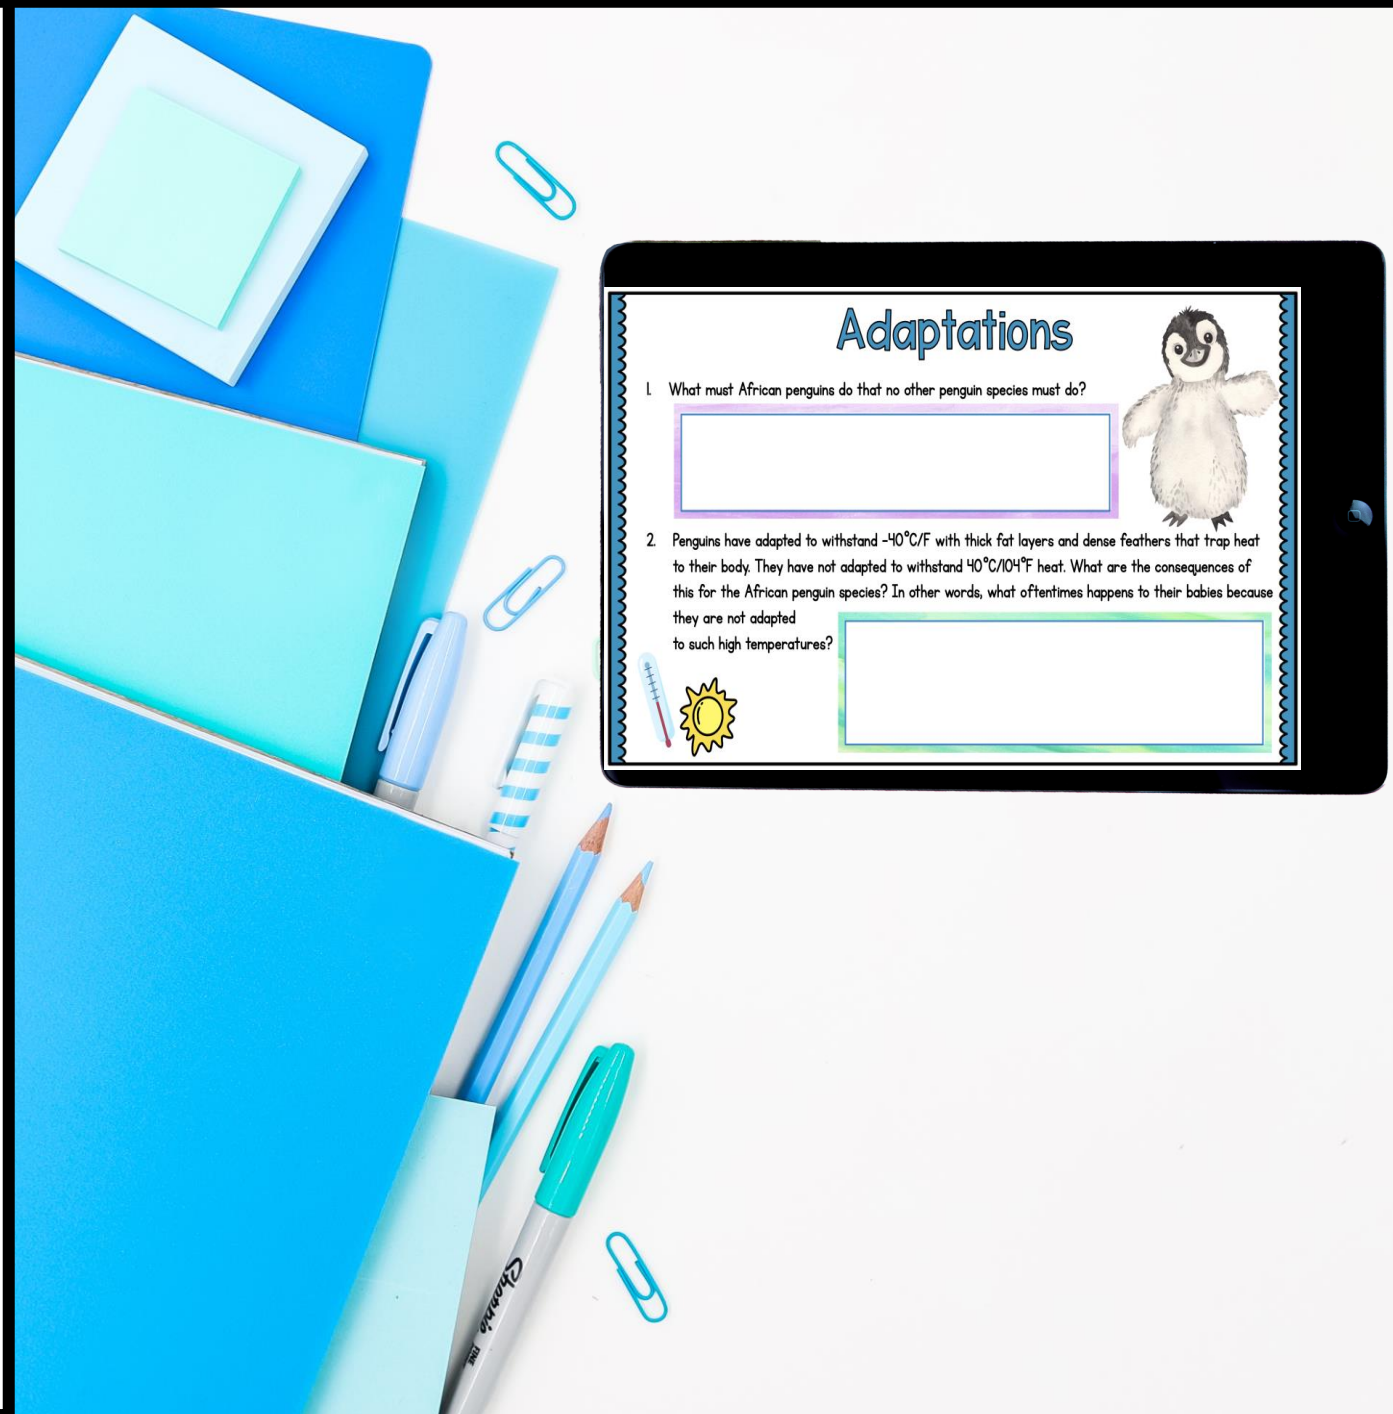 Adaptations
1. What must African penguins do that no other penguin species must do?
2. Penguins have adapted to withstand -40°C/F with thick fat layers and dense feathers that trap heat
to their body. They have not adapted to withstand 40°C/104°F heat. What are the consequences of
this for the African penguin species? In other words, what oftentimes happens to their babies because
they are not adapted
to such high temperatures?
Sharpie
FINE